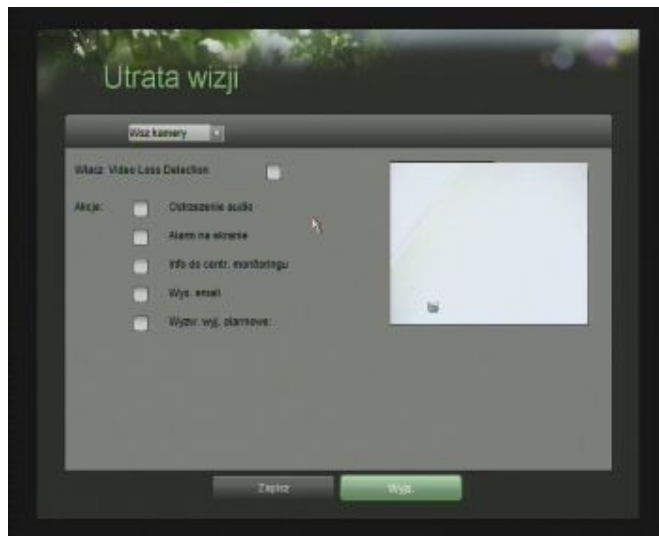 Utrata wizji
Wsz kamery
Włącz Video Loss Detection
Akcje:
Ostrzeżenie audio
Alarm na ekranie
Info do centr. monitoringu
Wys. email
Wyzw. wyj. alarmowe:
Zapisz
Wyjś.